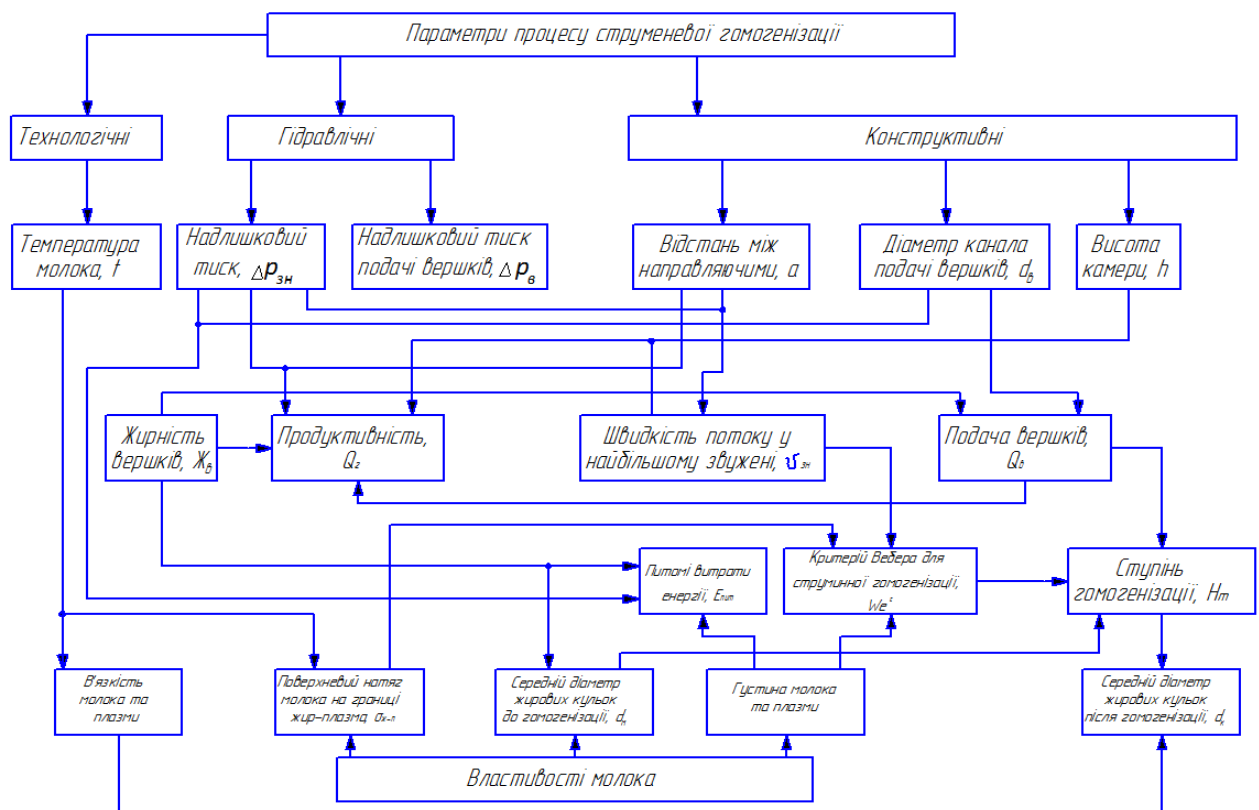 Параметри процесу струменевої гомогенізації
Технологічні
Гідравлічні
Конструктивні
Температура
молока, t
Надлишковий
тиск, Δpзн
Надлишковий тиск
подачі вершків, Δpв
Відстань між
направляючими, а
Діаметр канала
подачі вершків, dв
Висота
камери, h
Жирність
вершків, Жв
Продуктивність,
Qг
Швидкість потоку у
найбільшому звужені, υзн
Подача вершків,
Qв
Питомі витрати
енергії, Eпит
Критерій Вебера для
струминної гомогенізації,
We
Ступінь
гомогенізації, Нm
В'язкість
молока та
плазми
Поверхневий натяг
молока на границі
жир-плазма, σж-п
Середній діаметр
жирових кульок
до гомогенізації, dн
Густина молока
та плазми
Середній діаметр
жирових кульок
після гомогенізації, dк
Властивості молока